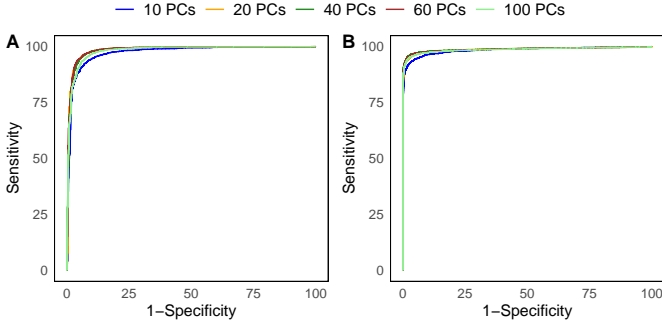 10 PCs 20 PCs 40 PCs 60 PCs 100 PCs
A B
100 100
75 75
50 50
25 25
0 0
Sensitivity Sensitivity
0 25 50 75 100 0 25 50 75 100
1−Specificity 1−Specificity